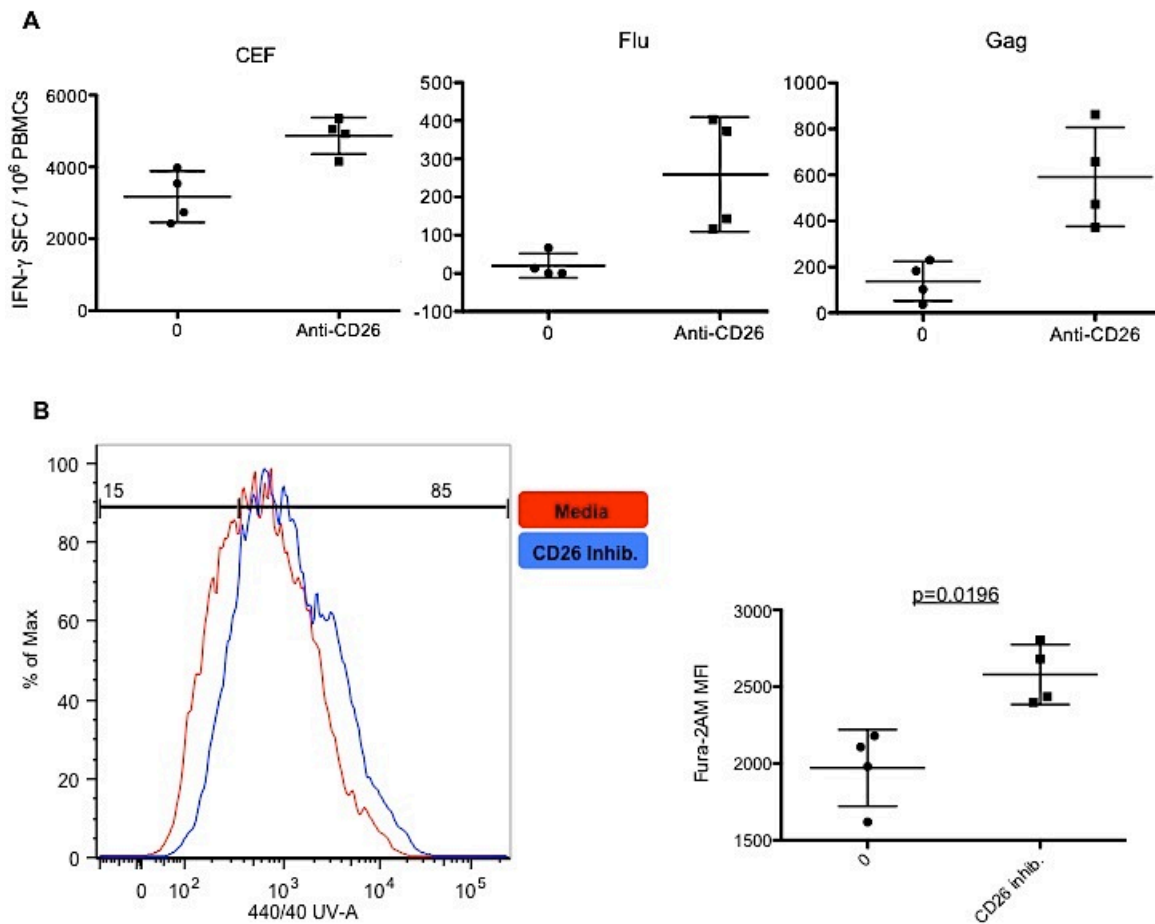 A
CEF
Flu
Gag
IFN-γ SFC / 10⁶ PBMCs
6000
4000
2000
0
0
Anti-CD26
500
400
300
200
100
0
-100
0
Anti-CD26
1000
800
600
400
200
0
0
Anti-CD26
B
% of Max
100
80
60
40
20
0
15
85
0
10²
10³
10⁴
10⁵
440/40 UV-A
Media
CD26 Inhib.
p=0.0196
Fura-2AM MFI
3000
2500
2000
1500
0
CD26 inhib.